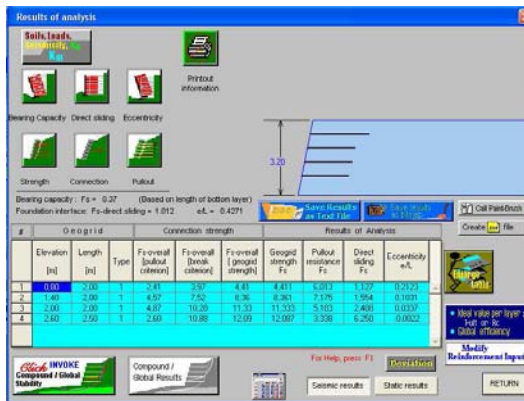 Results of analysis
Soils, Loads,
Printout
information
Bearing Capacity Direct sliding Eccentricity
3.20
Strength Connection Pullout
Bearing capacity: Fs = 0.37 (Based on length of bottom layer)
Foundation interface: Fs-direct sliding = 1.012 e/L = 0.4271
Save Results
as Text File
Call Paint-Brush
Create file
# Geogrid Connection strength Results of Analysis
Elevation [m] Length [m] Type Fs-overall [pullout criterion] Fs-overall [break criterion] Fs-overall [geogrid strength] Geogrid strength Fs Pullout resistance Fs Direct sliding Fs Eccentricity e/L
1 0.00 2.00 1 2.41 3.97 4.41 4.411 6.013 1.127 0.2123
2 1.40 2.00 1 4.57 7.52 8.36 8.361 7.175 1.554 0.1031
3 2.00 2.00 1 4.87 10.20 11.33 11.333 5.103 2.488 0.0337
4 2.60 2.50 1 2.60 10.88 12.09 12.087 3.338 6.250 -0.0022
Ideal value per layer :
Global efficiency
Modify
Reinforcement Input
Click INVOKE
Compound / Global
Stability
Compound /
Global Results
For Help, press F1
Deviation
Seismic results Static results
RETURN